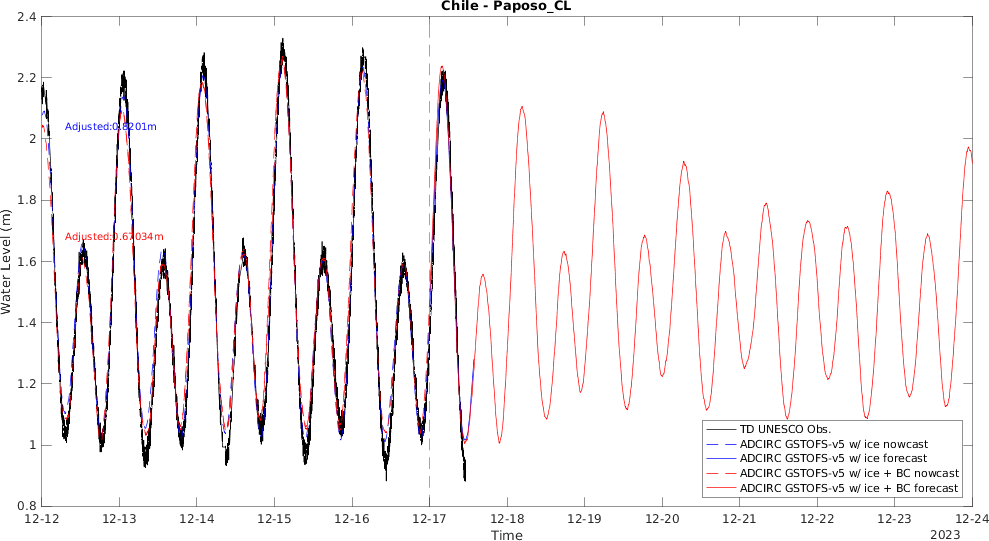 Chile - Paposo_CL
2.4
2.2
2
1.8
1.6
1.4
1.2
1
0.8
Water Level (m)
Adjusted:0.8201m
Adjusted:0.67034m
TD UNESCO Obs.
ADCIRC GSTOFS-v5 w/ ice nowcast
ADCIRC GSTOFS-v5 w/ ice forecast
ADCIRC GSTOFS-v5 w/ ice + BC nowcast
ADCIRC GSTOFS-v5 w/ ice + BC forecast
12-12 12-13 12-14 12-15 12-16 12-17 12-18 12-19 12-20 12-21 12-22 12-23 12-24
Time
2023